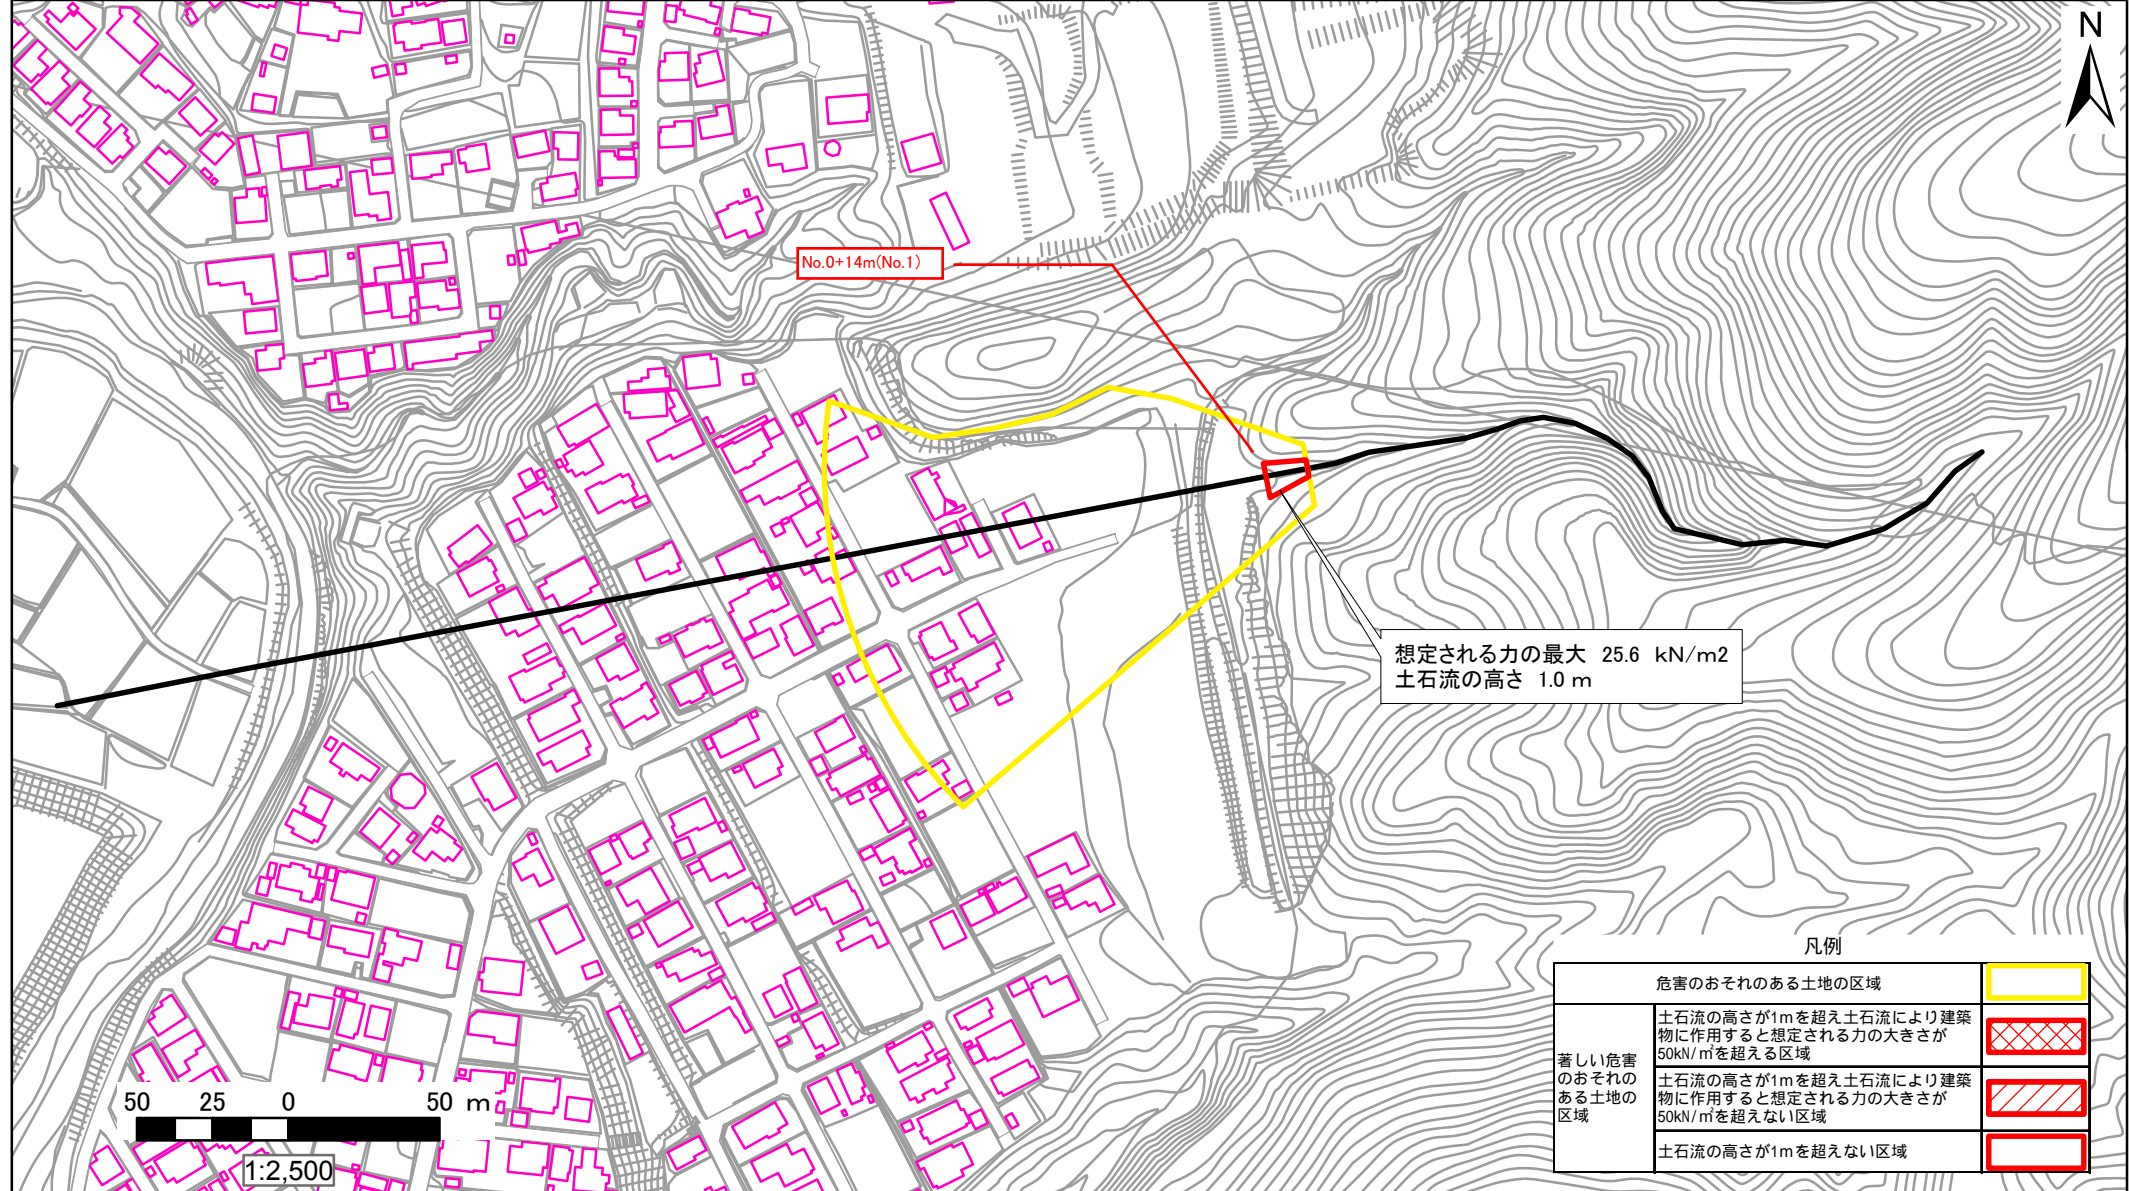 N
No.0+14m(No.1)
想定される力の最大 25.6 kN/m2
土石流の高さ 1.0 m
凡例
危害のおそれのある土地の区域
著しい危害
のおそれの
ある土地の
区域
土石流の高さが1mを超え土石流により建築
物に作用すると想定される力の大きさが
50kN/㎡を超える区域
土石流の高さが1mを超え土石流により建築
物に作用すると想定される力の大きさが
50kN/㎡を超えない区域
土石流の高さが1mを超えない区域
50 25 0 50 m
1:2,500